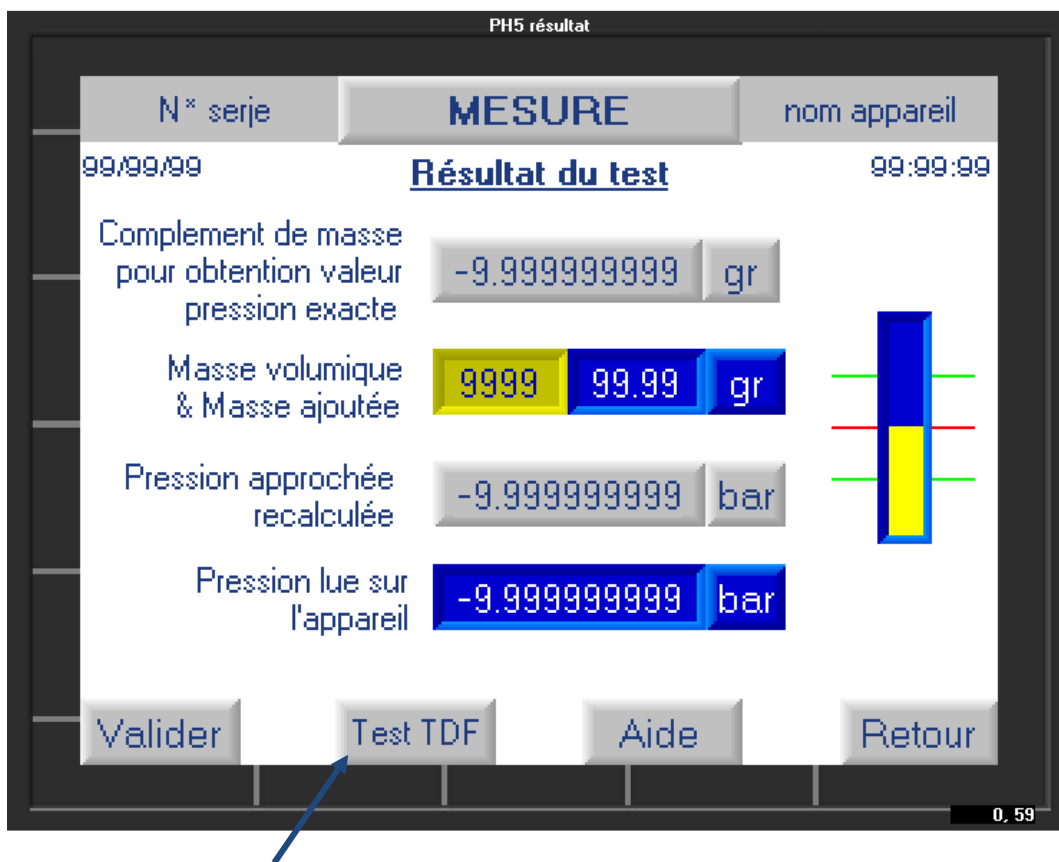 PH5 résultat
N* serje MESURE nom appareil
99/99/99 Résultat du test 99:99:99
Complement de masse
pour obtention valeur
pression exacte
-9.999999999 gr
Masse volumique
& Masse ajoutée
9999 99.99 gr
Pression approchée
recalculée
-9.999999999 bar
Pression lue sur
l'appareil
-9.999999999 bar
Valider Test TDF Aide Retour
0, 59